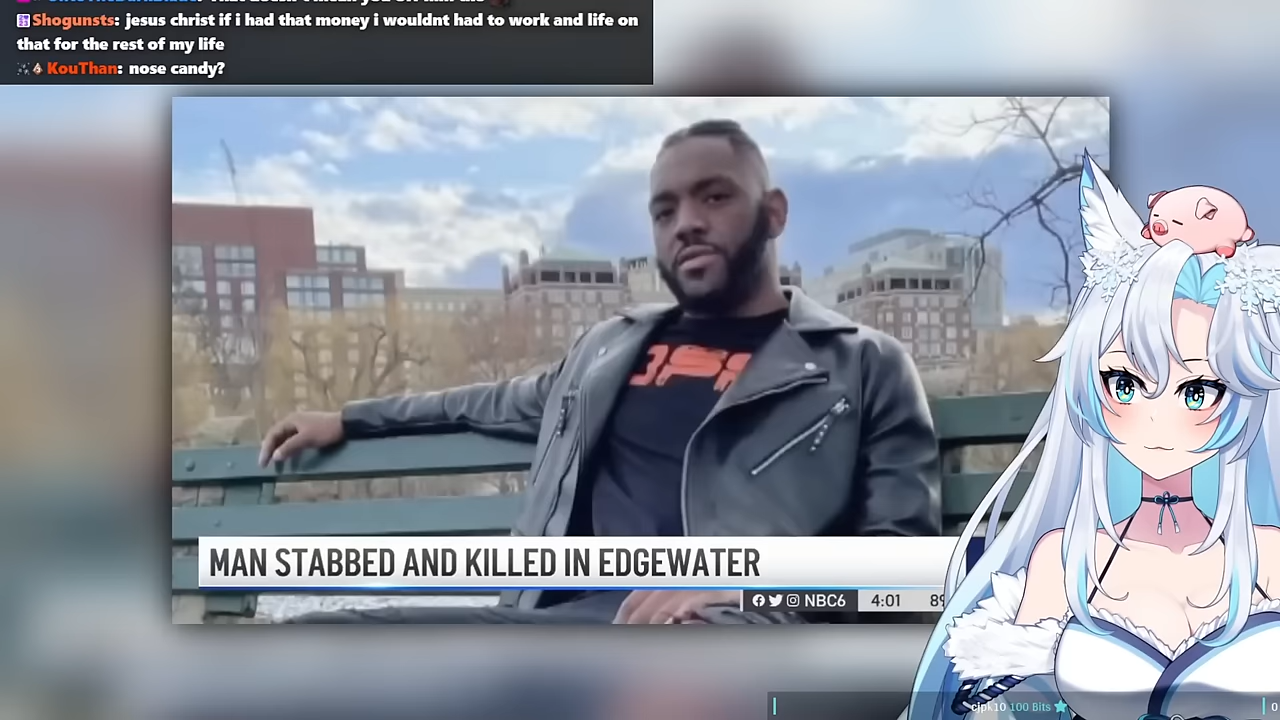 Shogunsts: jesus christ if i had that money i wouldnt had to work and life on
that for the rest of my life
KouThan: nose candy?
MAN STABBED AND KILLED IN EDGEWATER
NBC6 4:01
cjpk10 100 Bits